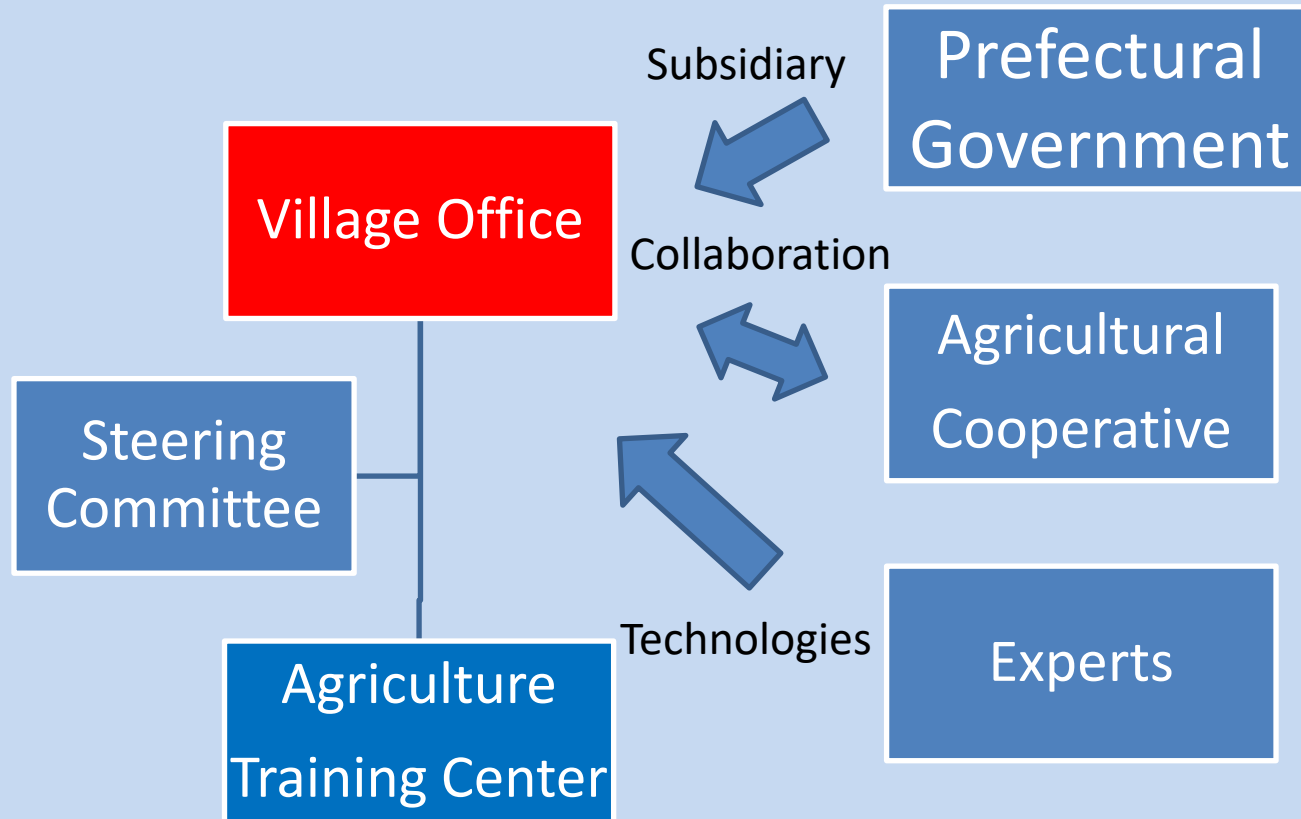 Subsidiary
Prefectural
Government
Village Office
Collaboration
Agricultural
Cooperative
Steering
Committee
Technologies
Experts
Agriculture
Training Center